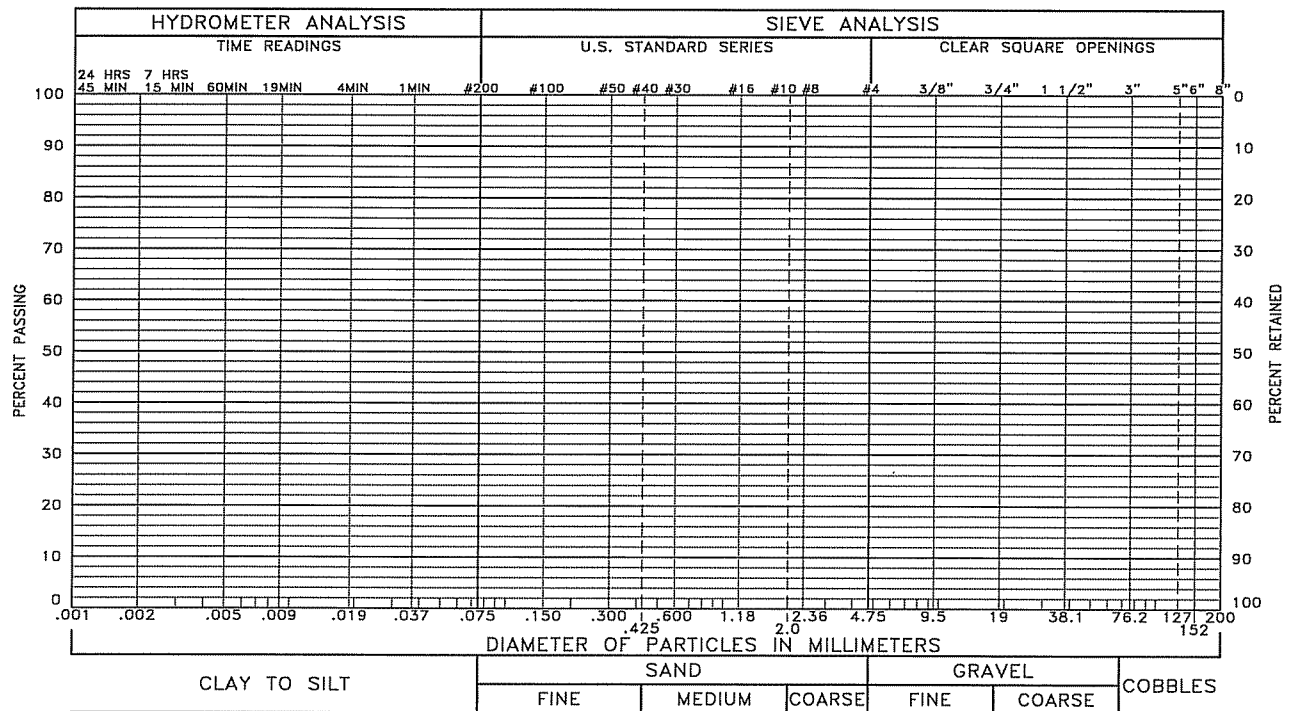 HYDROMETER ANALYSIS SIEVE ANALYSIS
TIME READINGS U.S. STANDARD SERIES CLEAR SQUARE OPENINGS
24 HRS 7 HRS
45 MIN 15 MIN 60MIN 19MIN 4MIN 1MIN #200 #100 #50 #40 #30 #16 #10 #8 #4 3/8" 3/4" 1 1/2" 3" 5" 6" 8"
100 0
90 10
80 20
70 30
60 40
50 50
40 60
30 70
20 80
10 90
0 100
PERCENT PASSING
PERCENT RETAINED
.001 .002 .005 .009 .019 .037 .075 .150 .300 .600 1.18 2.36 4.75 9.5 19 38.1 76.2 127 200
.425 2.0 152
DIAMETER OF PARTICLES IN MILLIMETERS
CLAY TO SILT SAND GRAVEL COBBLES
FINE MEDIUM COARSE FINE COARSE